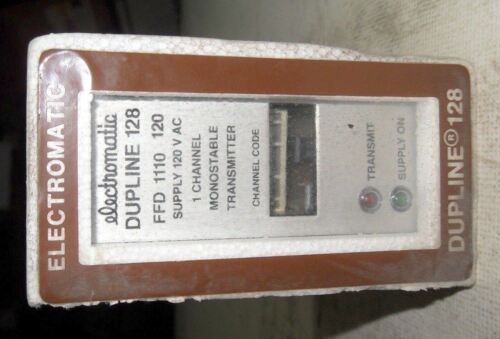 ELECTROMATIC
electromatic
DUPLINE 128
FFD 1110 120
SUPPLY 120 V AC
1 CHANNEL
MONOSTABLE
TRANSMITTER
CHANNEL CODE
TRANSMIT
SUPPLY ON
DUPLINE® 128